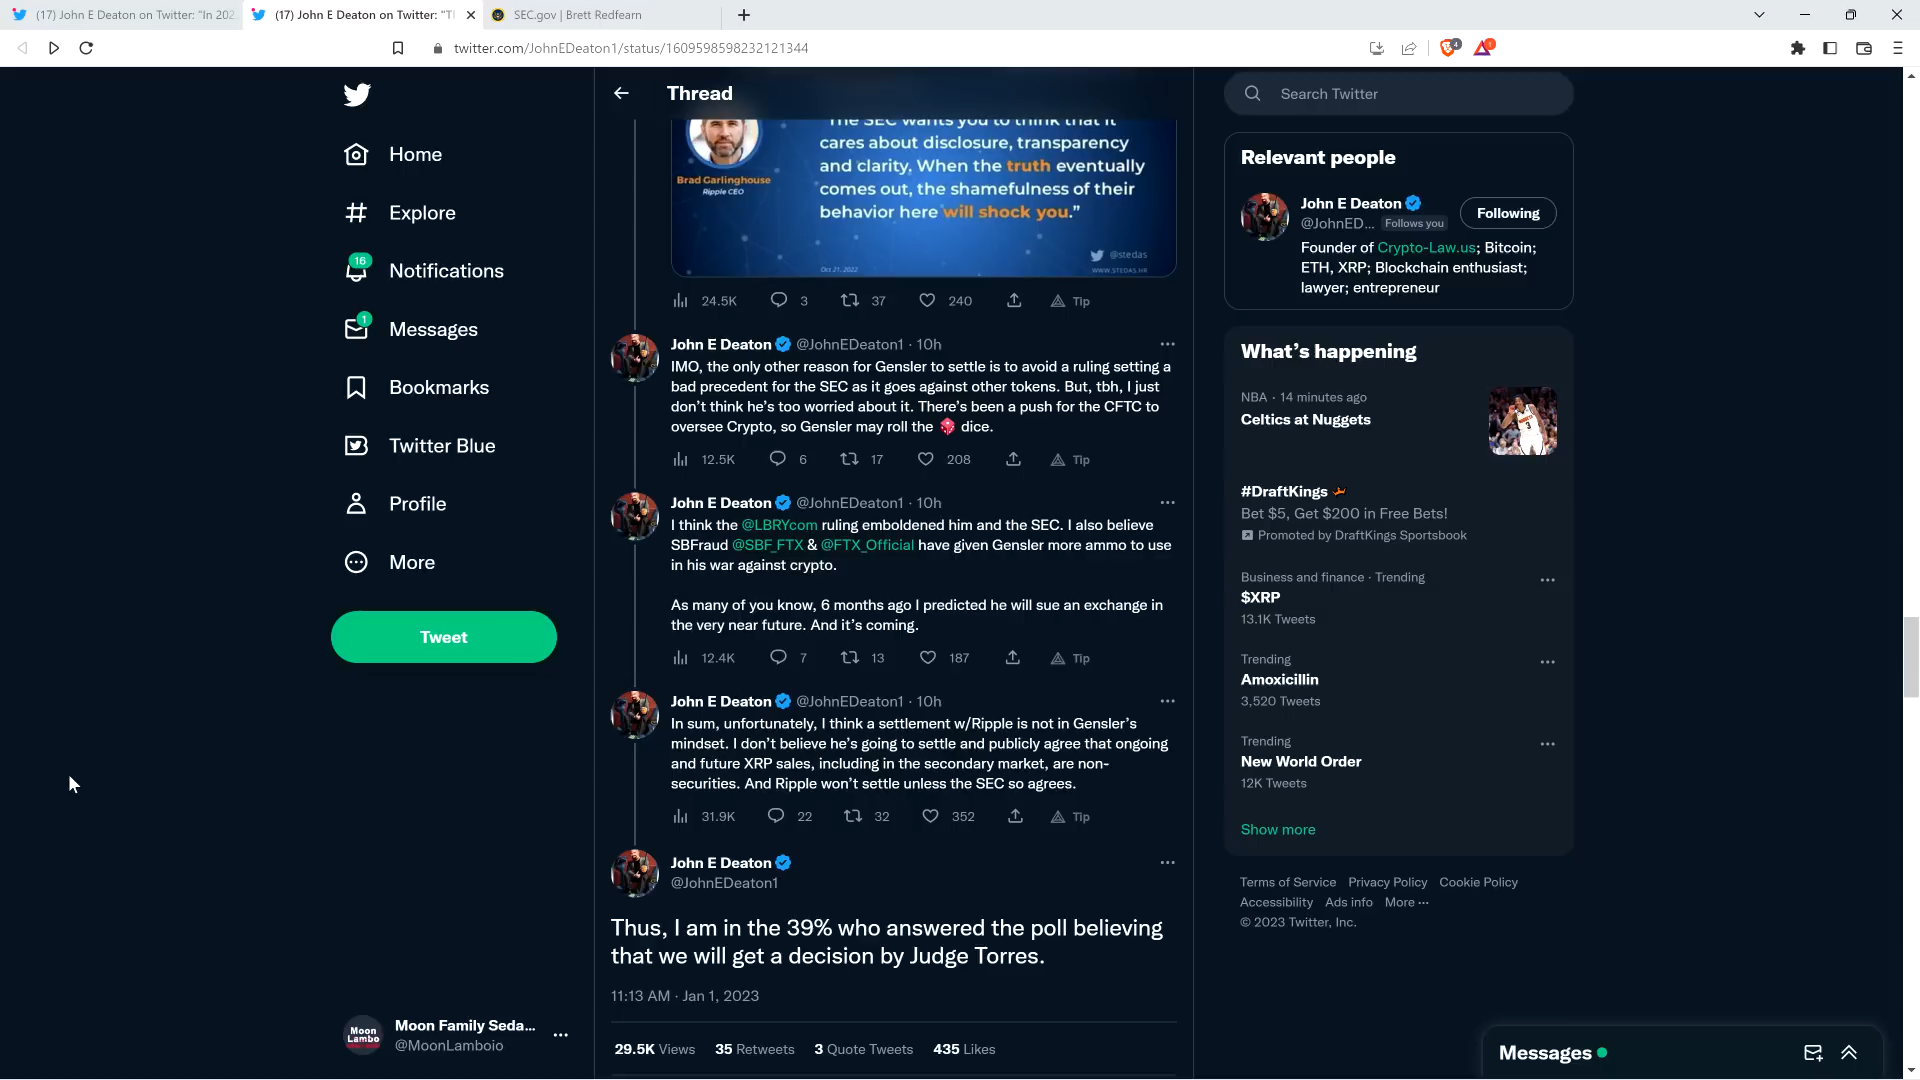 (17) John E Deaton on Twitter: "In 202
(17) John E Deaton on Twitter: "Tl
SEC.gov | Brett Redfearn
twitter.com/JohnEDeaton1/status/1609598598232121344
4
1
Home
Explore
16
Notifications
1
Messages
Bookmarks
Twitter Blue
Profile
More
Tweet
Moon Lambo
Moon Family Seda...
@MoonLamboio
Thread
"The SEC wants you to think that it
cares about disclosure, transparency
and clarity, When the truth eventually
comes out, the shamefulness of their
behavior here will shock you."
Brad Garlinghouse
Ripple CEO
@stedas
Oct 21, 2022
WWW.STEDAS.HR
24.5K 3 37 240 Tip
John E Deaton @JohnEDeaton1 · 10h
IMO, the only other reason for Gensler to settle is to avoid a ruling setting a
bad precedent for the SEC as it goes against other tokens. But, tbh, I just
don't think he's too worried about it. There's been a push for the CFTC to
oversee Crypto, so Gensler may roll the 🎲 dice.
12.5K 6 17 208 Tip
John E Deaton @JohnEDeaton1 · 10h
I think the @LBRYcom ruling emboldened him and the SEC. I also believe
SBFraud @SBF_FTX & @FTX_Official have given Gensler more ammo to use
in his war against crypto.
As many of you know, 6 months ago I predicted he will sue an exchange in
the very near future. And it's coming.
12.4K 7 13 187 Tip
John E Deaton @JohnEDeaton1 · 10h
In sum, unfortunately, I think a settlement w/Ripple is not in Gensler's
mindset. I don't believe he's going to settle and publicly agree that ongoing
and future XRP sales, including in the secondary market, are non-
securities. And Ripple won't settle unless the SEC so agrees.
31.9K 22 32 352 Tip
John E Deaton
@JohnEDeaton1
Thus, I am in the 39% who answered the poll believing
that we will get a decision by Judge Torres.
11:13 AM · Jan 1, 2023
29.5K Views 35 Retweets 3 Quote Tweets 435 Likes
Search Twitter
Relevant people
John E Deaton
@JohnED... Follows you
Following
Founder of Crypto-Law.us; Bitcoin;
ETH, XRP; Blockchain enthusiast;
lawyer; entrepreneur
What's happening
NBA · 14 minutes ago
Celtics at Nuggets
#DraftKings
Bet $5, Get $200 in Free Bets!
Promoted by DraftKings Sportsbook
Business and finance · Trending
$XRP
13.1K Tweets
Trending
Amoxicillin
3,520 Tweets
Trending
New World Order
12K Tweets
Show more
Terms of Service Privacy Policy Cookie Policy
Accessibility Ads info More ···
© 2023 Twitter, Inc.
Messages